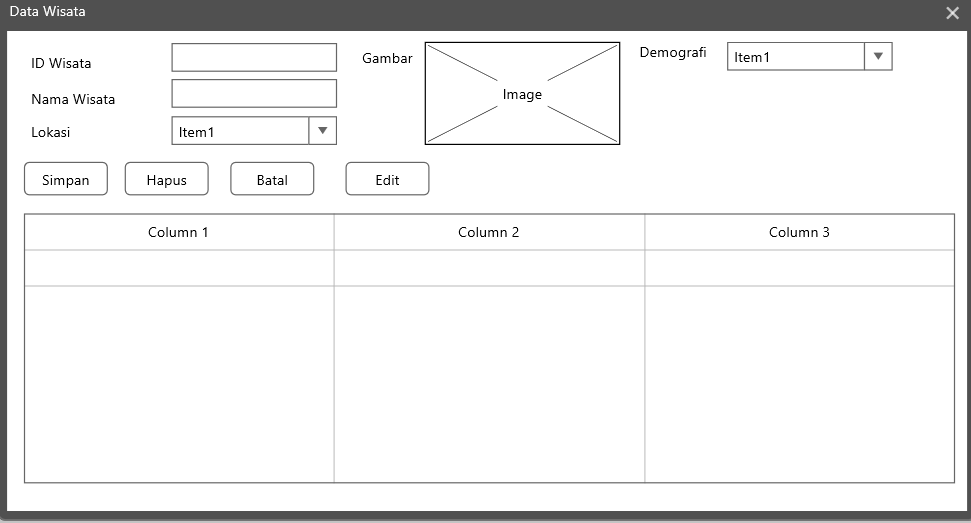 Data Wisata
ID Wisata
Nama Wisata
Lokasi
Item1
Gambar
Image
Demografi
Item1
Simpan
Hapus
Batal
Edit
Column 1
Column 2
Column 3